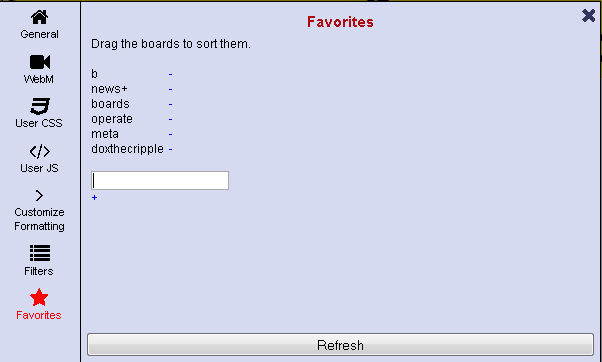 General
WebM
User CSS
User JS
Customize
Formatting
Filters
Favorites
Favorites
Drag the boards to sort them.
b -
news+ -
boards -
operate -
meta -
doxthecripple -
+
Refresh